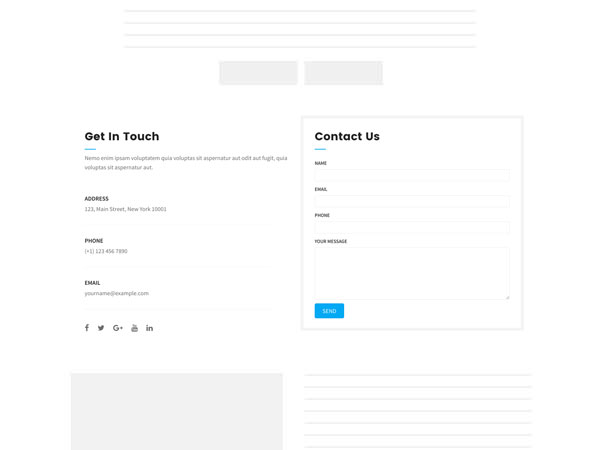 Get In Touch
Nemo enim ipsam voluptatem quia voluptas sit aspernatur aut odit aut fugit, quia
voluptas sit aspernatur aut.
ADDRESS
123, Main Street, New York 10001
PHONE
(+1) 123 456 7890
EMAIL
yourname@example.com
Contact Us
NAME
EMAIL
PHONE
YOUR MESSAGE
SEND